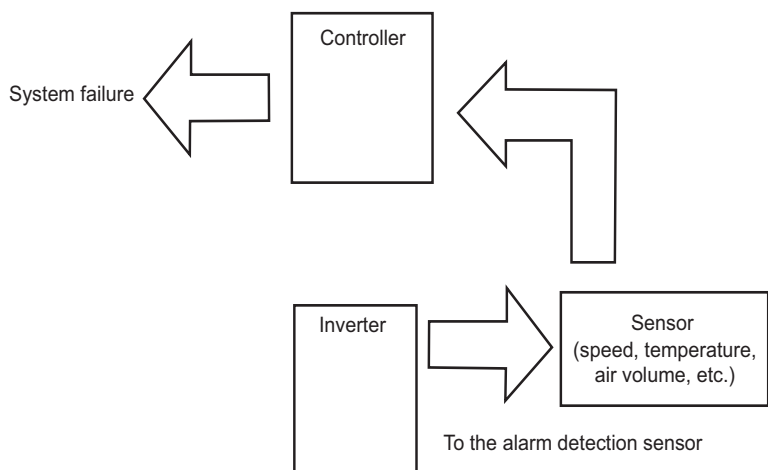 Controller
System failure
Inverter
Sensor
(speed, temperature,
air volume, etc.)
To the alarm detection sensor